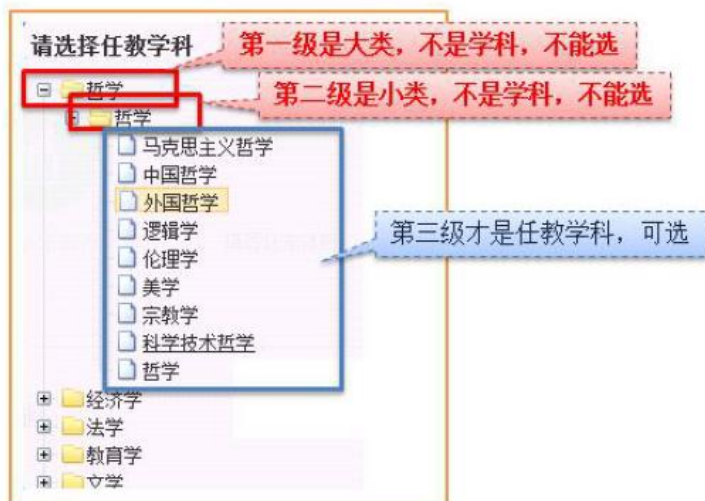 请选择任教学科
第一级是大类，不是学科，不能选
哲学
第二级是小类，不是学科，不能选
哲学
马克思主义哲学
中国哲学
外国哲学
逻辑学
第三级才是任教学科，可选
伦理学
美学
宗教学
科学技术哲学
哲学
经济学
法学
教育学
文学